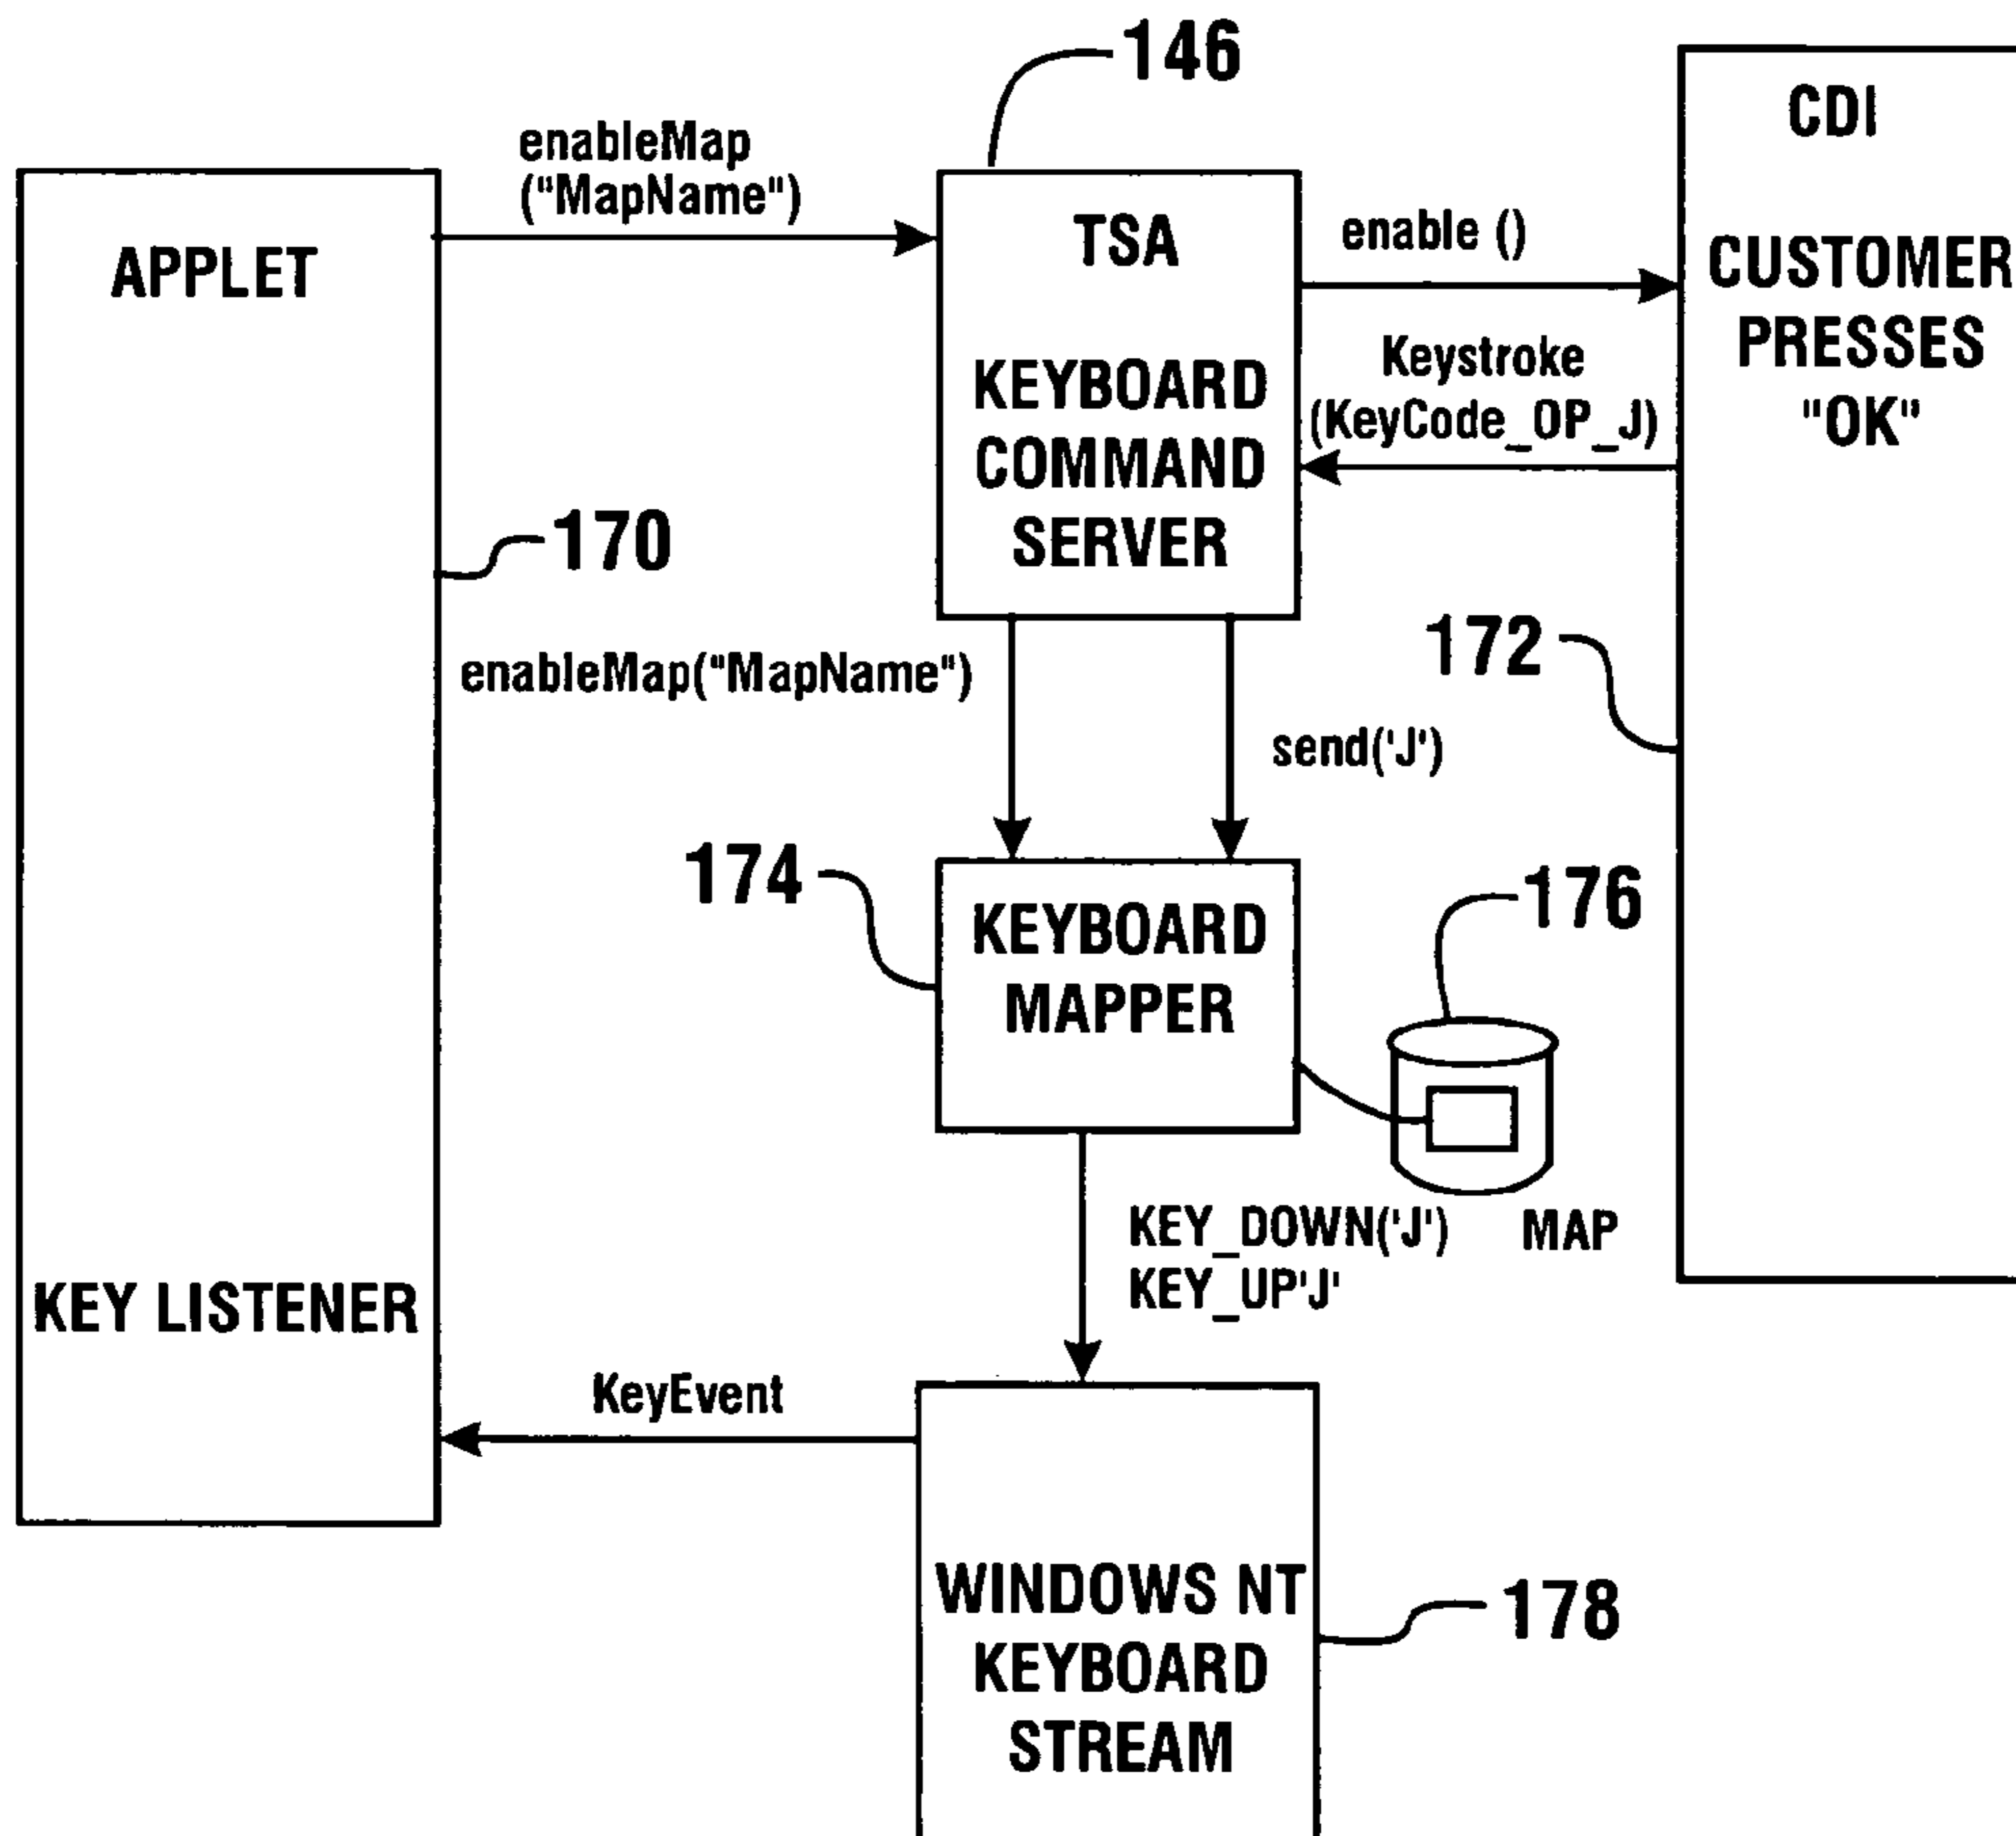 146
CDI
enableMap
("MapName")
APPLET
TSA
enable ()
CUSTOMER
PRESSES
"OK"
Keystroke
(KeyCode_OP_J)
KEYBOARD
COMMAND
SERVER
170
172
enableMap("MapName")
send('J')
174
KEYBOARD
MAPPER
176
KEY_DOWN('J')
KEY_UP'J'
MAP
KEY LISTENER
KeyEvent
WINDOWS NT
KEYBOARD
STREAM
178